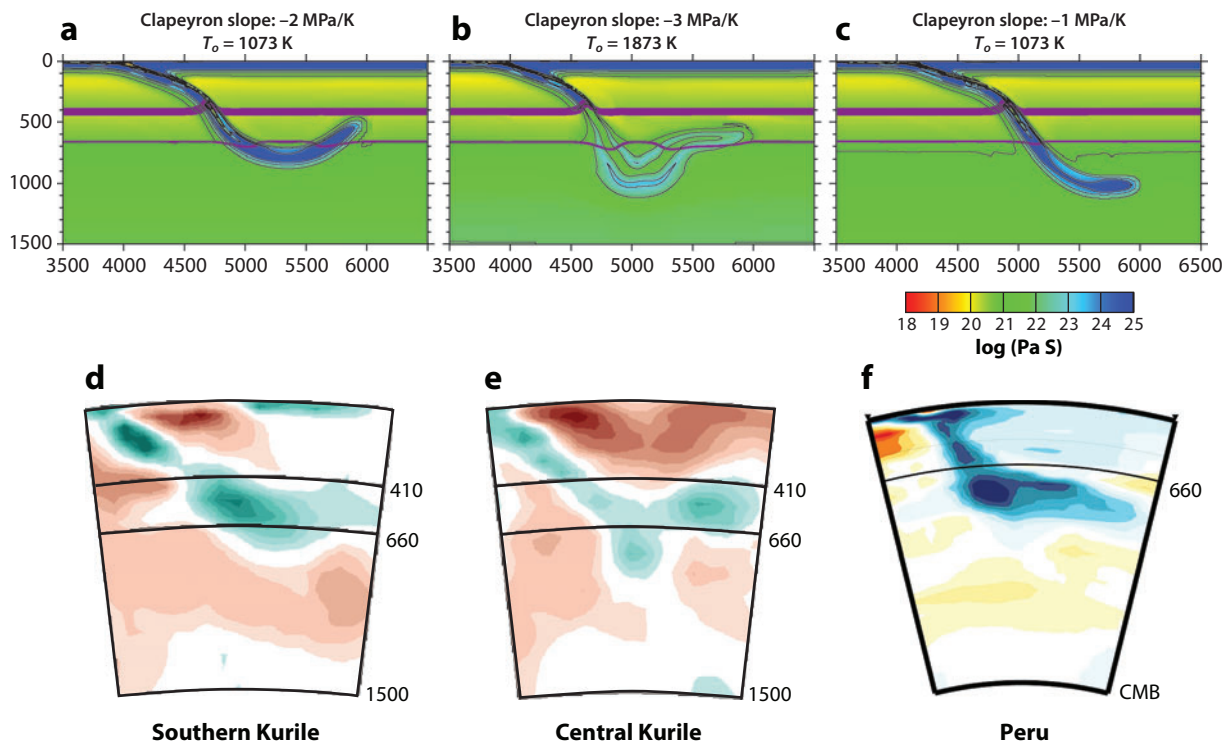 a
Clapeyron slope: –2 MPa/K
T₀ = 1073 K
b
Clapeyron slope: –3 MPa/K
T₀ = 1873 K
c
Clapeyron slope: –1 MPa/K
T₀ = 1073 K
0
500
1000
1500
3500 4000 4500 5000 5500 6000
3500 4000 4500 5000 5500 6000
3500 4000 4500 5000 5500 6000 6500
18 19 20 21 22 23 24 25
log (Pa S)
d
410
660
1500
Southern Kurile
e
410
660
1500
Central Kurile
f
660
CMB
Peru